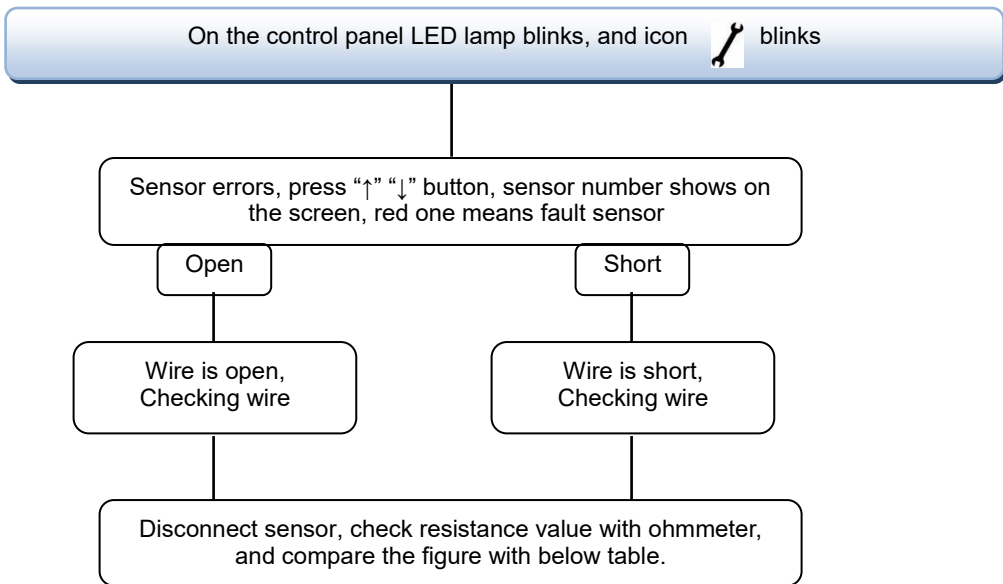 On the control panel LED lamp blinks, and icon blinks
Sensor errors, press “↑” “↓” button, sensor number shows on
the screen, red one means fault sensor
Open
Short
Wire is open,
Checking wire
Wire is short,
Checking wire
Disconnect sensor, check resistance value with ohmmeter,
and compare the figure with below table.